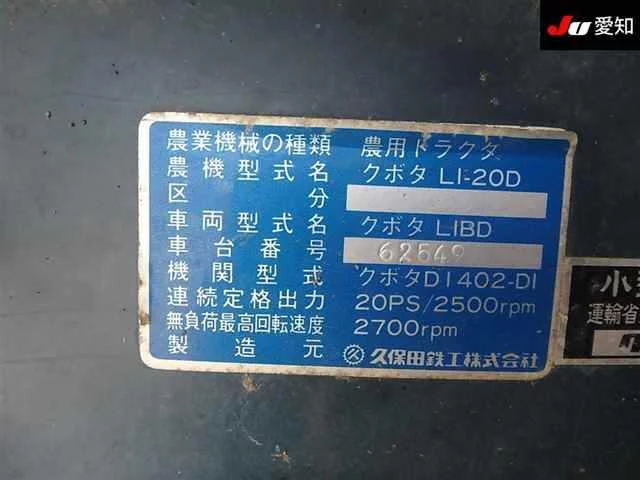 JU 愛知
農業機械の種類 農用トラクタ
農機型式名 クボタ L1-20D
区分
車両型式名 クボタ L1BD
車台番号 62549
機関型式 クボタD1402-DI
連続定格出力 20PS/2500rpm
無負荷最高回転速度 2700rpm
製造元 久保田鉄工株式会社
小
運輸省